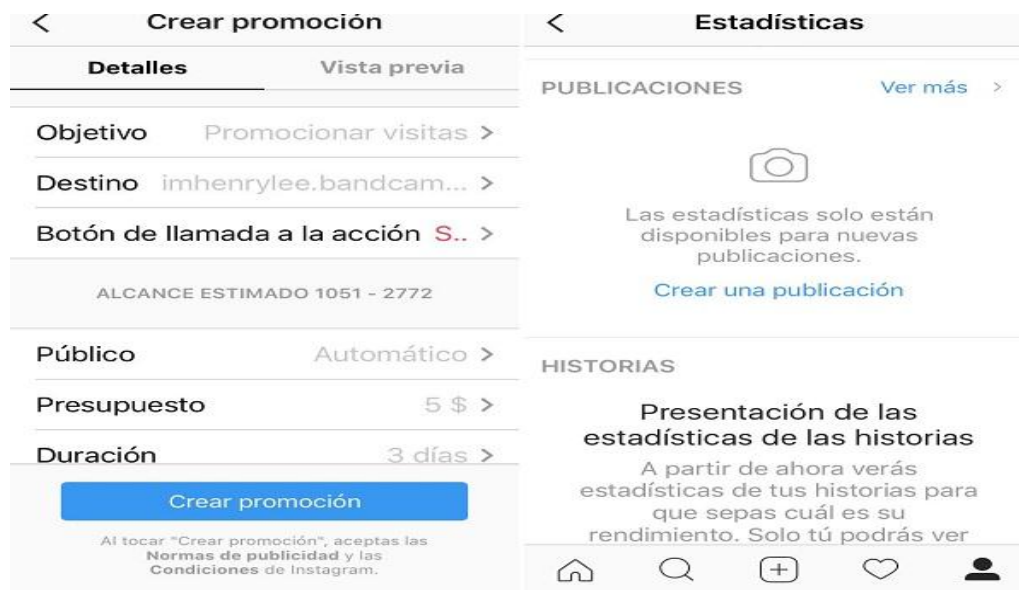 Crear promoción
Detalles Vista previa
Objetivo Promocionar visitas >
Destino imhenrylee.bandcam... >
Botón de llamada a la acción S.. >
ALCANCE ESTIMADO 1051 - 2772
Público Automático >
Presupuesto 5 $ >
Duración 3 días >
Crear promoción
Al tocar "Crear promoción", aceptas las
Normas de publicidad y las
Condiciones de Instagram.
Estadísticas
PUBLICACIONES Ver más >
Las estadísticas solo están
disponibles para nuevas
publicaciones.
Crear una publicación
HISTORIAS
Presentación de las
estadísticas de las historias
A partir de ahora verás
estadísticas de tus historias para
que sepas cuál es su
rendimiento. Solo tú podrás ver